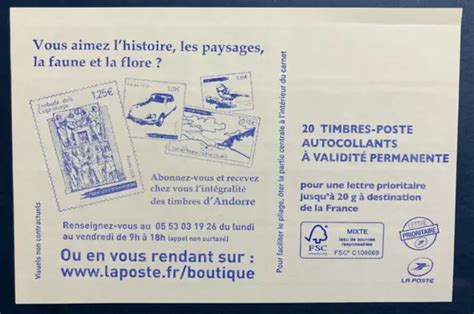 Vous aimez l'histoire, les paysages,
la faune et la flore ?
1,25€
Abonnez-vous et recevez
chez vous l'intégralité
des timbres d'Andorre
Renseignez-vous au 05 53 03 19 26 du lundi
au vendredi de 9h à 18h (appel non surtaxé)
Ou en vous rendant sur :
www.laposte.fr/boutique
Visuels non contractuels
Pour faciliter le pliage, ôter la partie centrale à l'intérieur du carnet
20 TIMBRES-POSTE
AUTOCOLLANTS
À VALIDITÉ PERMANENTE
pour une lettre prioritaire
jusqu'à 20 g à destination
de la France
FSC
MIXTE
Issu de sources
responsables
FSC® C109089
LETTRE
PRIORITAIRE
LA POSTE